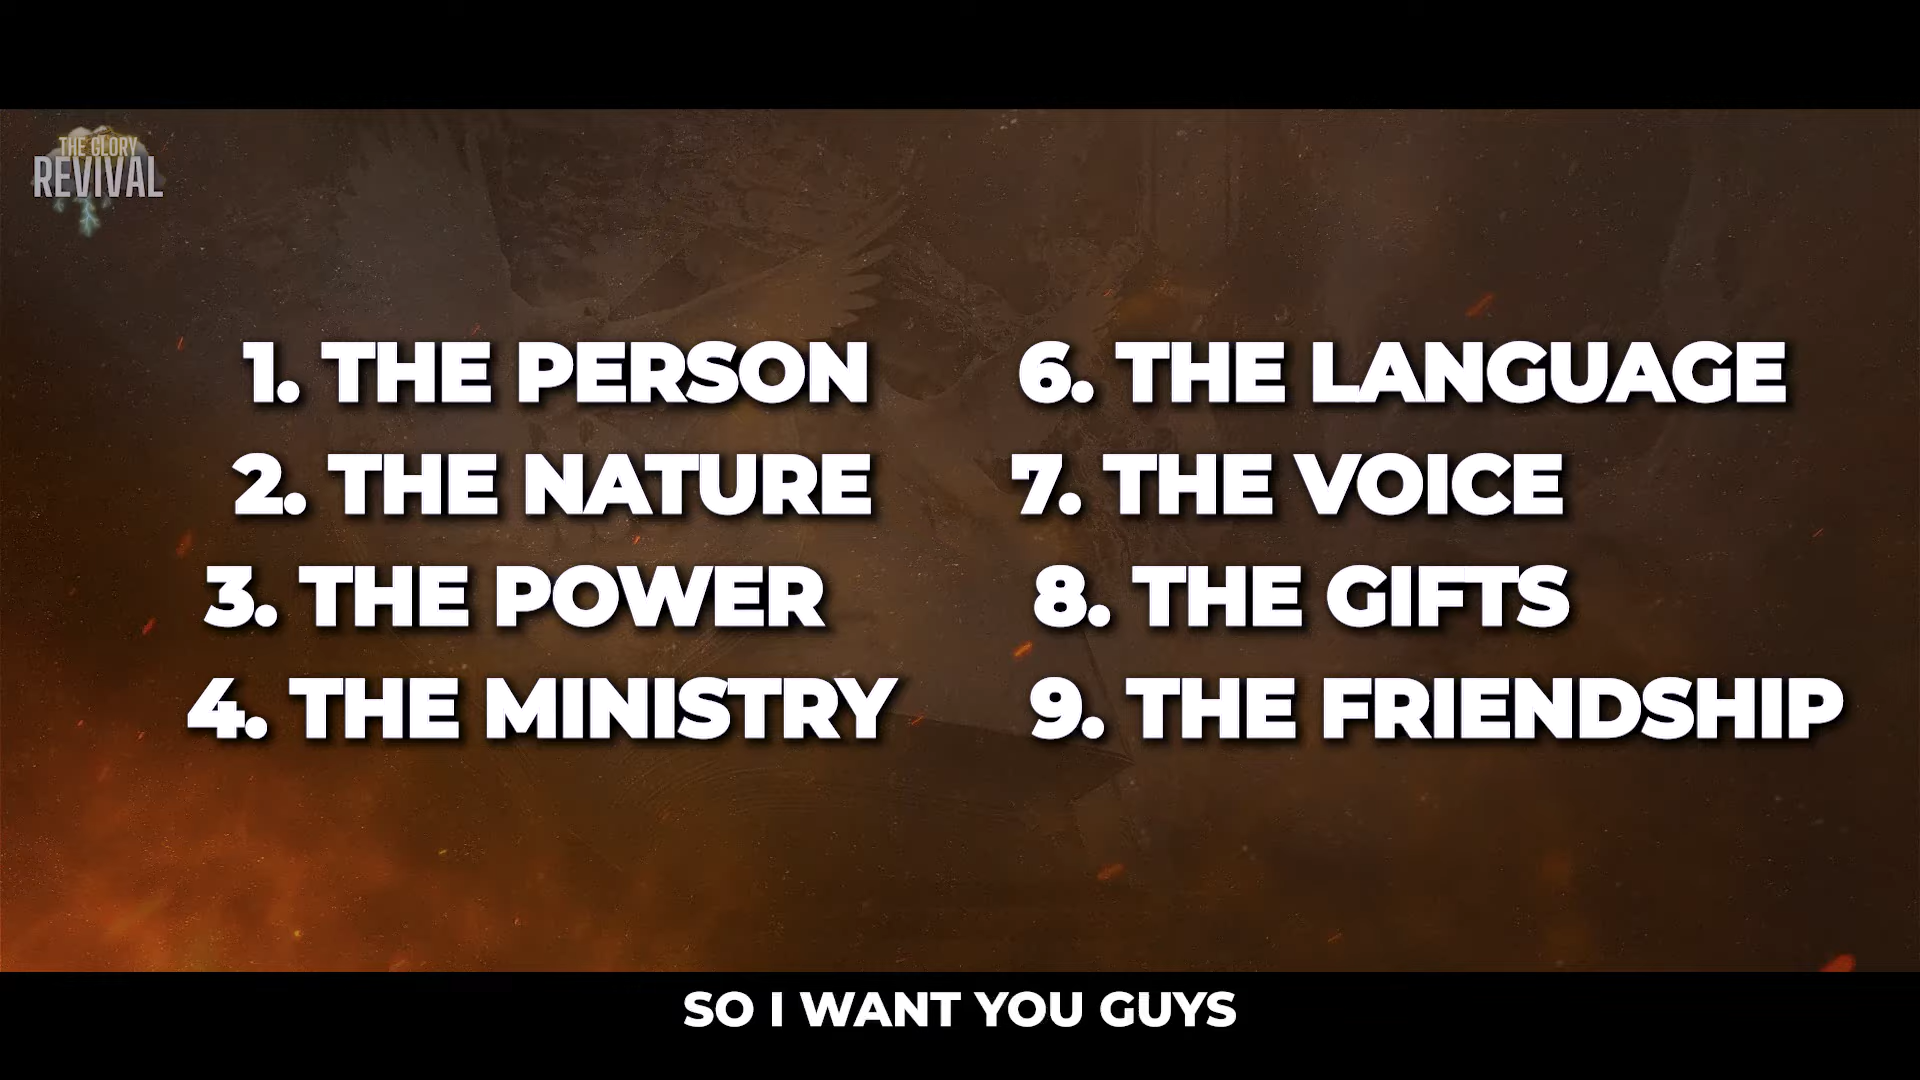 THE GLORY
REVIVAL
1. THE PERSON
2. THE NATURE
3. THE POWER
4. THE MINISTRY
6. THE LANGUAGE
7. THE VOICE
8. THE GIFTS
9. THE FRIENDSHIP
SO I WANT YOU GUYS